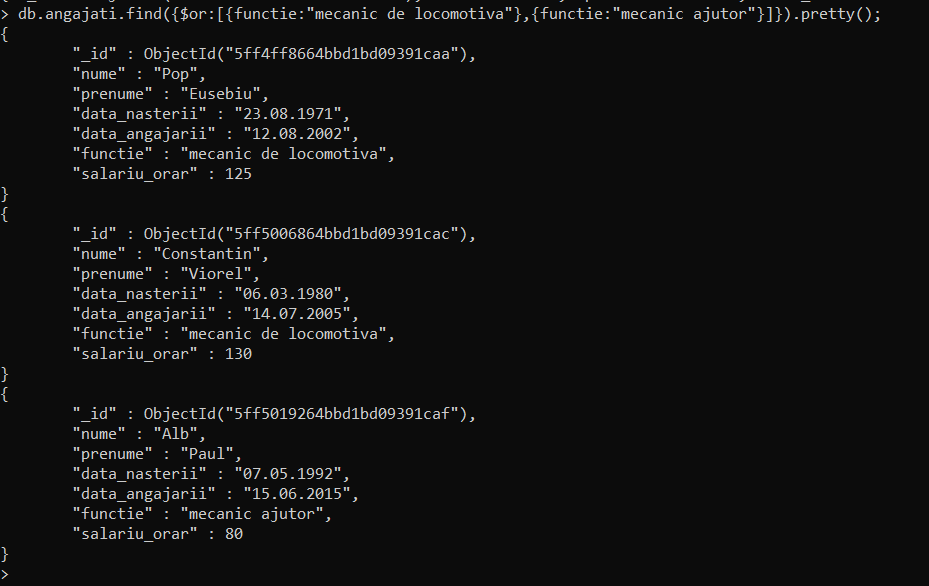 > db.angajati.find({$or:[{functie:"mecanic de locomotiva"},{functie:"mecanic ajutor"}]}).pretty();
{
        "_id" : ObjectId("5ff4ff8664bbd1bd09391caa"),
        "nume" : "Pop",
        "prenume" : "Eusebiu",
        "data_nasterii" : "23.08.1971",
        "data_angajarii" : "12.08.2002",
        "functie" : "mecanic de locomotiva",
        "salariu_orar" : 125
}
{
        "_id" : ObjectId("5ff5006864bbd1bd09391cac"),
        "nume" : "Constantin",
        "prenume" : "Viorel",
        "data_nasterii" : "06.03.1980",
        "data_angajarii" : "14.07.2005",
        "functie" : "mecanic de locomotiva",
        "salariu_orar" : 130
}
{
        "_id" : ObjectId("5ff5019264bbd1bd09391caf"),
        "nume" : "Alb",
        "prenume" : "Paul",
        "data_nasterii" : "07.05.1992",
        "data_angajarii" : "15.06.2015",
        "functie" : "mecanic ajutor",
        "salariu_orar" : 80
}
>